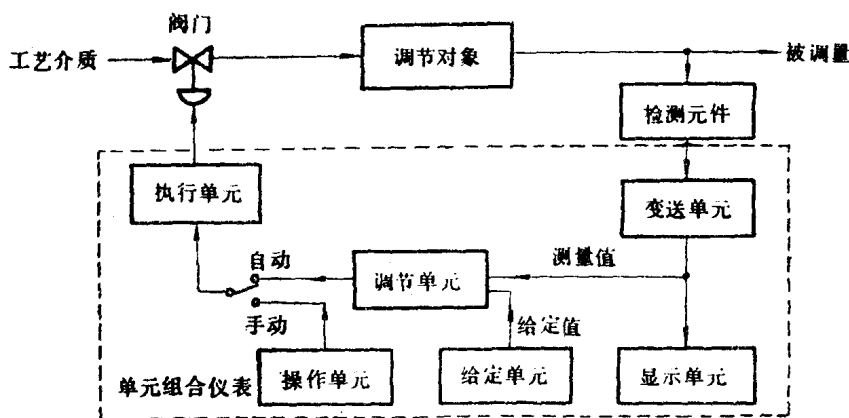 阀门
工艺介质
调节对象
被调量
检测元件
执行单元
变送单元
自动
调节单元
测量值
手动
给定值
单元组合仪表
操作单元
给定单元
显示单元